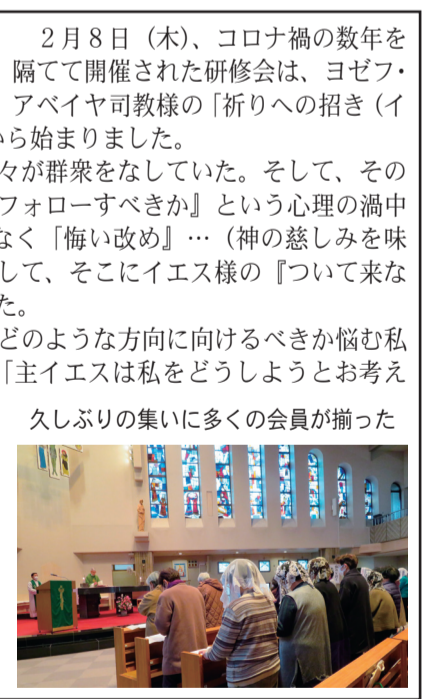 ２月８日（木）、コロナ禍の数年を
隔てて開催された研修会は、ヨゼフ・
アベイヤ司教様の「祈りへの招き（イ
から始まりました。
々が群衆をなしていた。そして、その
フォローすべきか』という心理の渦中
なく「悔い改め』…（神の慈しみを味
して、そこにイエス様の『ついて来な
た。
どのような方向に向けるべきか悩む私
「主イエスは私をどうしようとお考え
久しぶりの集いに多くの会員が揃った